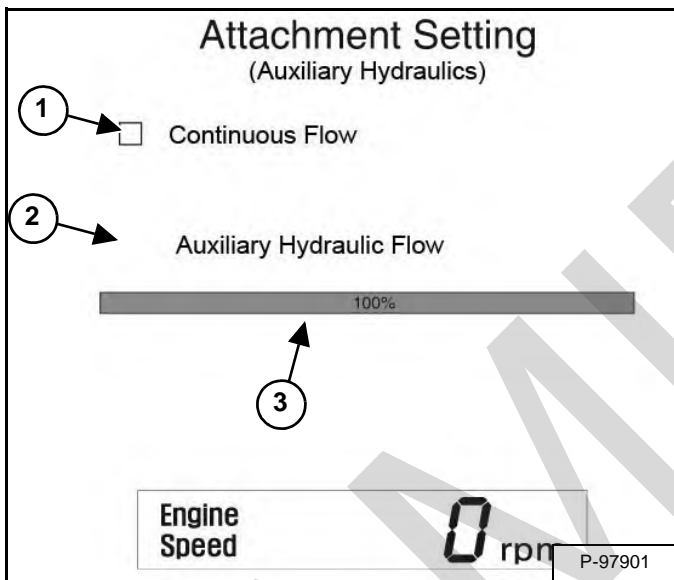 Attachment Setting
(Auxiliary Hydraulics)
1
Continuous Flow
2
Auxiliary Hydraulic Flow
100%
3
Engine
Speed
0 rpm
P-97901